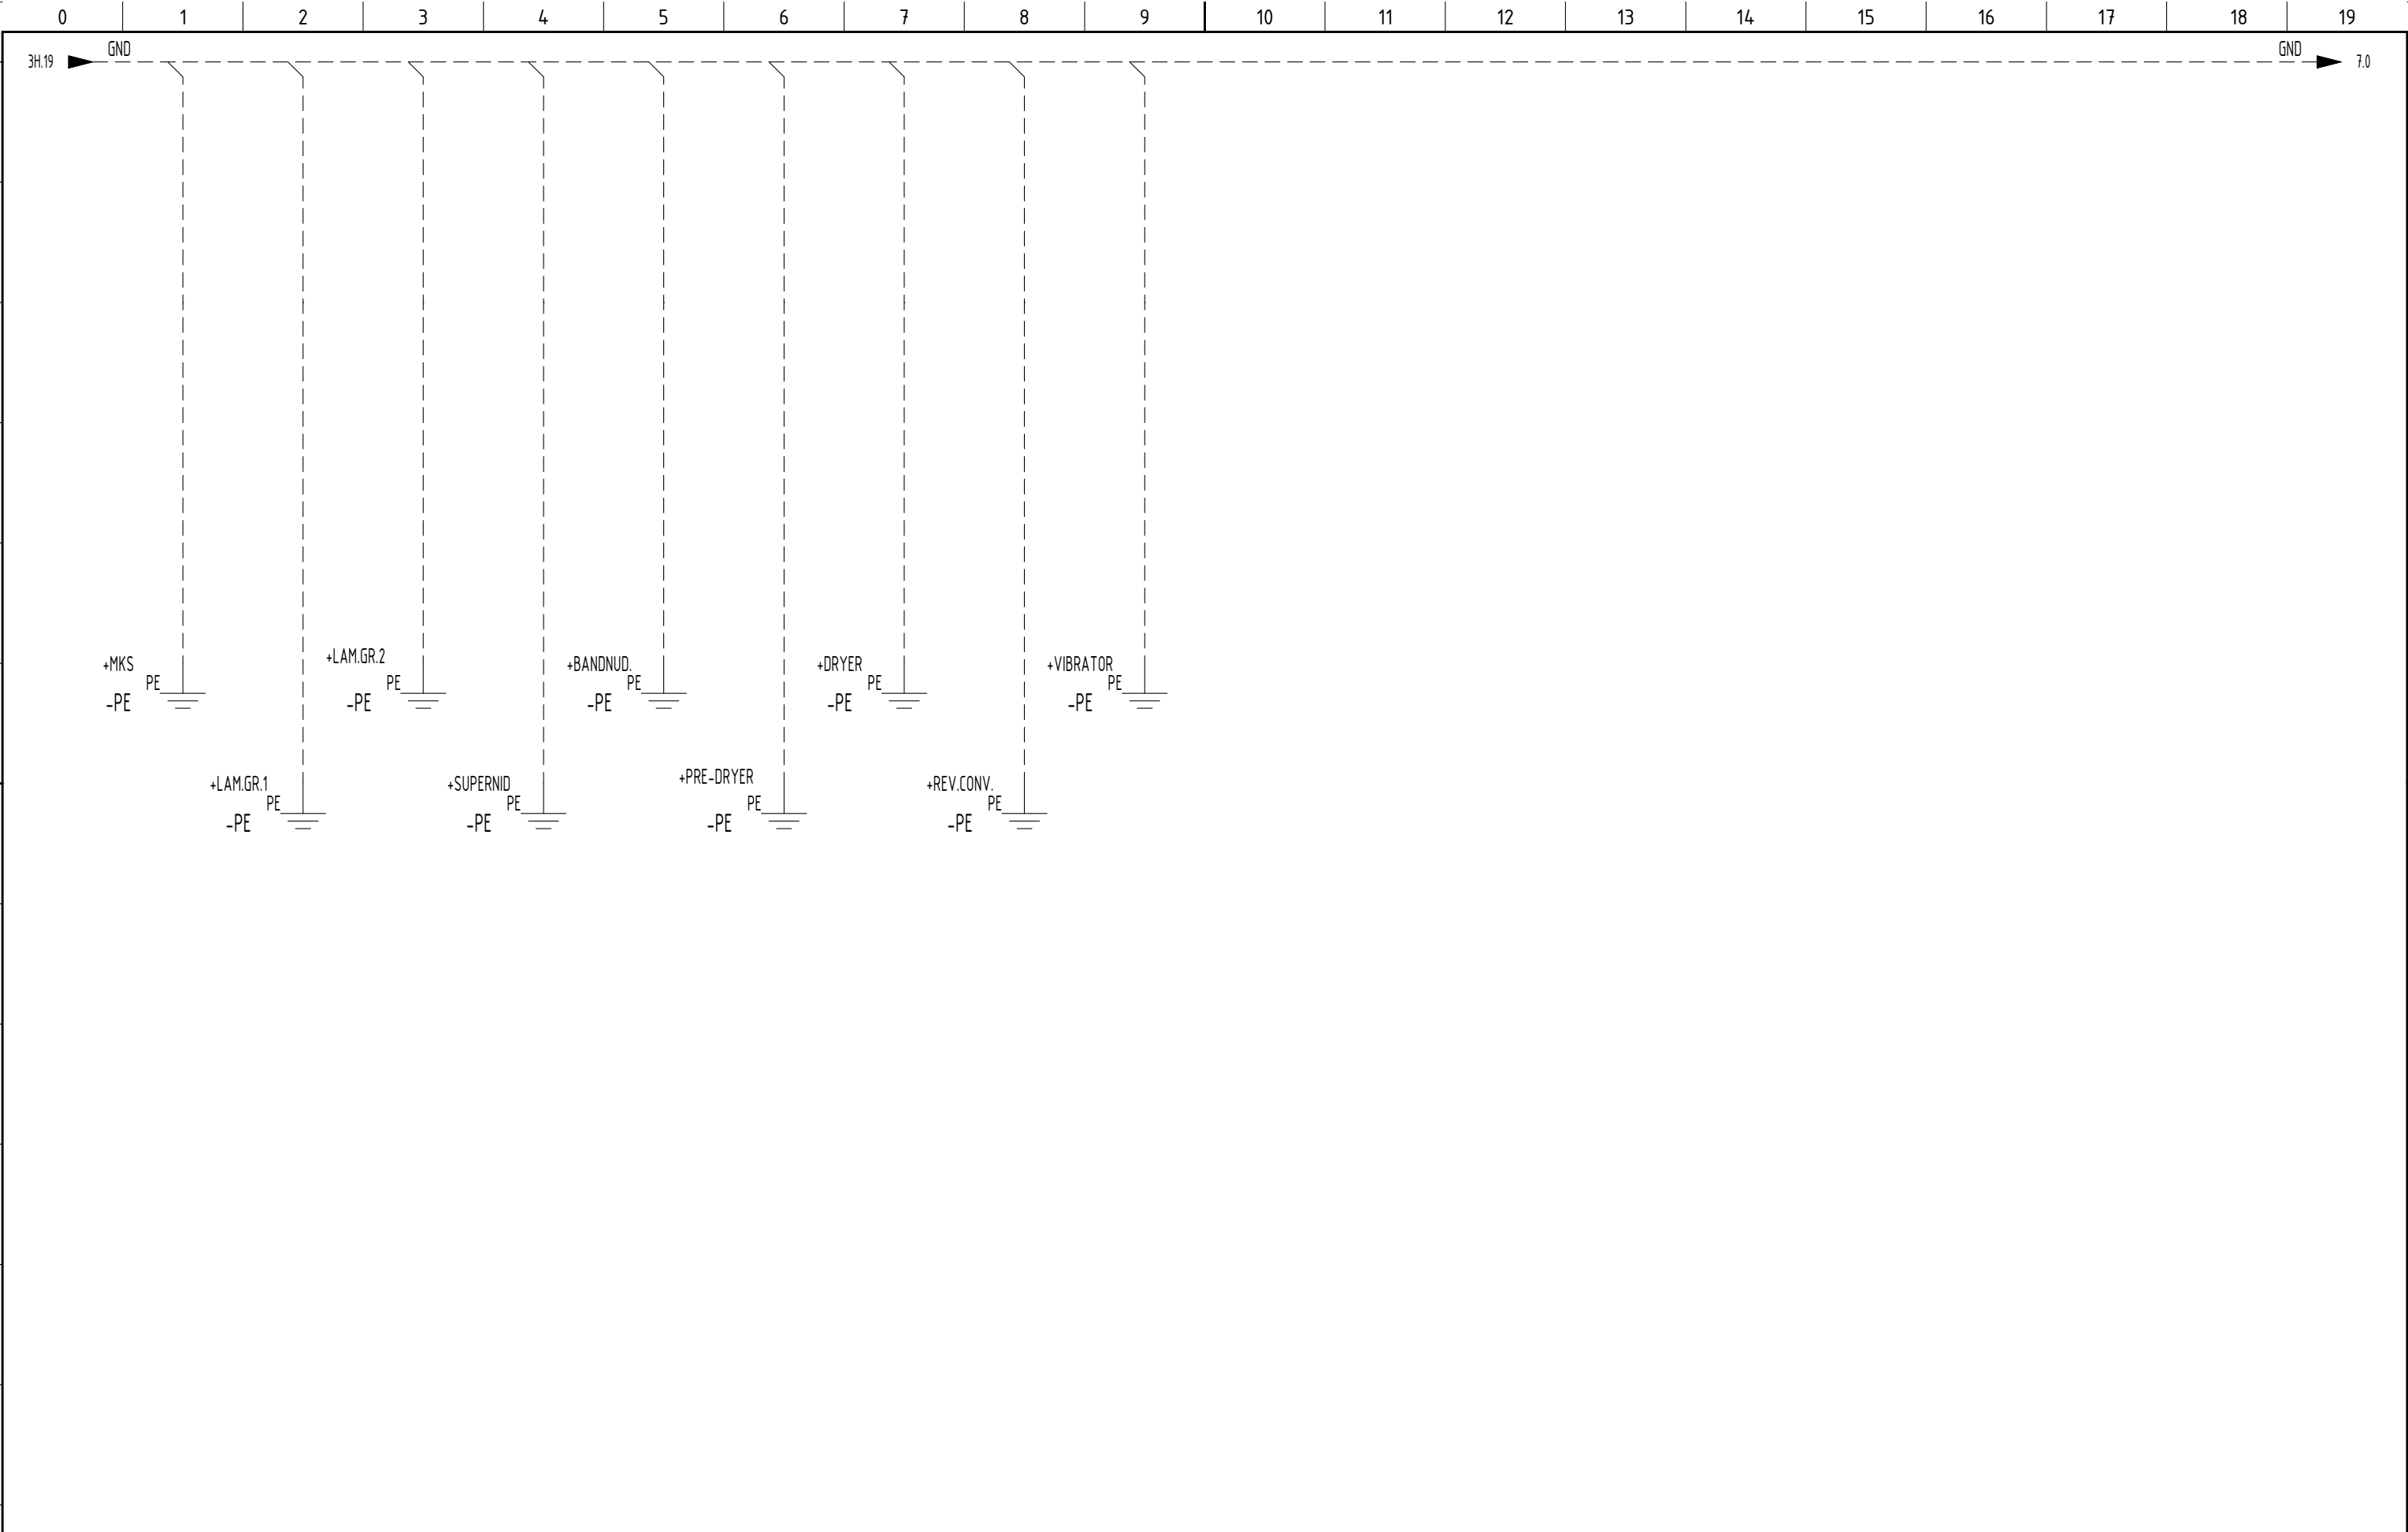 0 1 2 3 4 5 6 7 8 9 10 11 12 13 14 15 16 17 18 19
GND GND
3H.19 7.0
+LAM.GR.2
+MKS +BANDNUD. +DRYER +VIBRATOR
PE PE PE PE PE
-PE -PE -PE -PE -PE
+PRE-DRYER
+LAM.GR.1 +SUPERNID +REV.CONV.
PE PE PE PE
-PE -PE -PE -PE